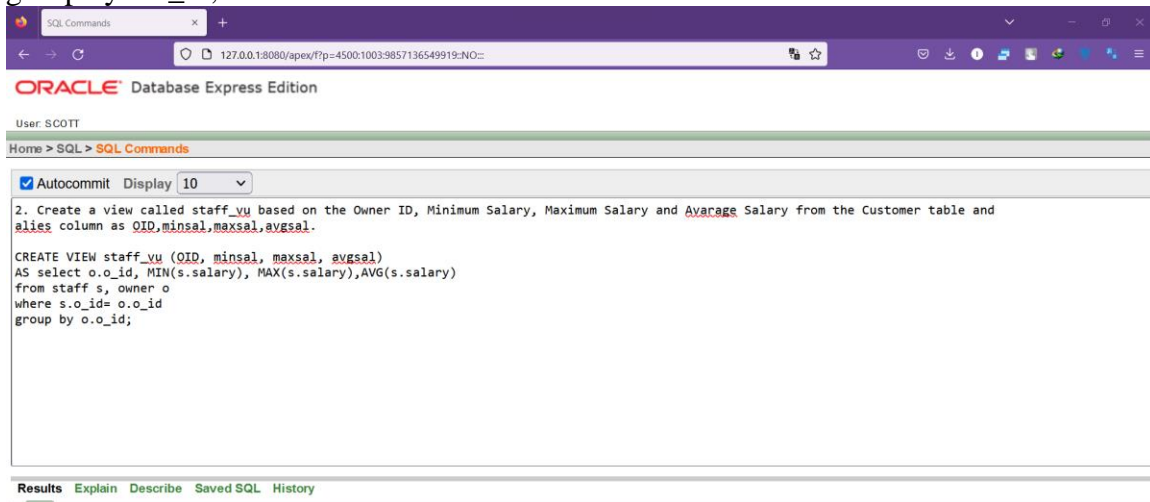 SQL Commands
127.0.0.1:8080/apex/f?p=4500:1003:9857136549919::NO:::
ORACLE Database Express Edition
User: SCOTT
Home > SQL > SQL Commands
Autocommit Display 10
2. Create a view called staff_vu based on the Owner ID, Minimum Salary, Maximum Salary and Avarage Salary from the Customer table and
alies column as OID,minsal,maxsal,avgsal.
CREATE VIEW staff_vu (OID, minsal, maxsal, avgsal)
AS select o.o_id, MIN(s.salary), MAX(s.salary),AVG(s.salary)
from staff s, owner o
where s.o_id= o.o_id
group by o.o_id;
Results Explain Describe Saved SQL History